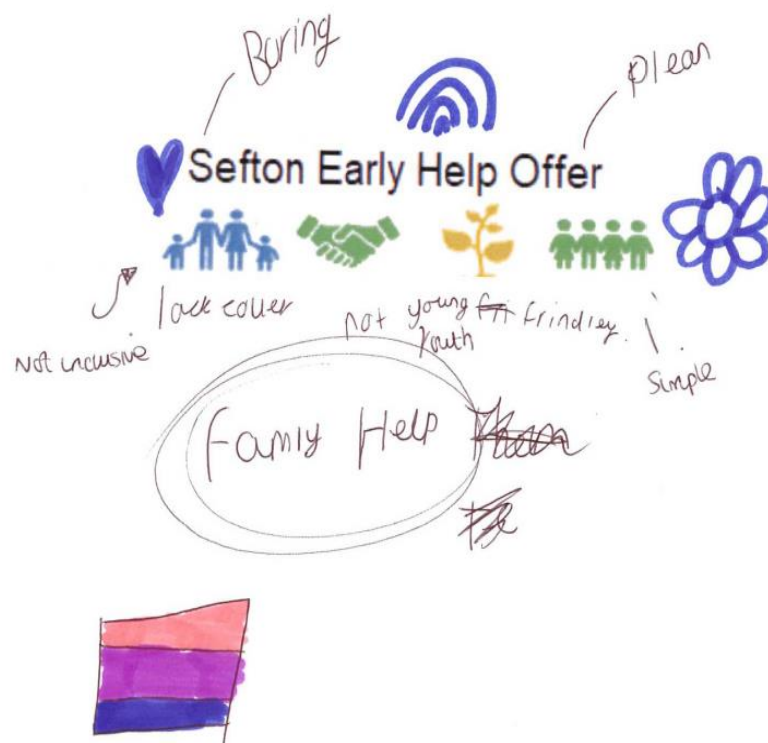 Boring
plean
Sefton Early Help Offer
lack coller
not young frindley.
Youth
Not inclusive
Simple
Famly Help